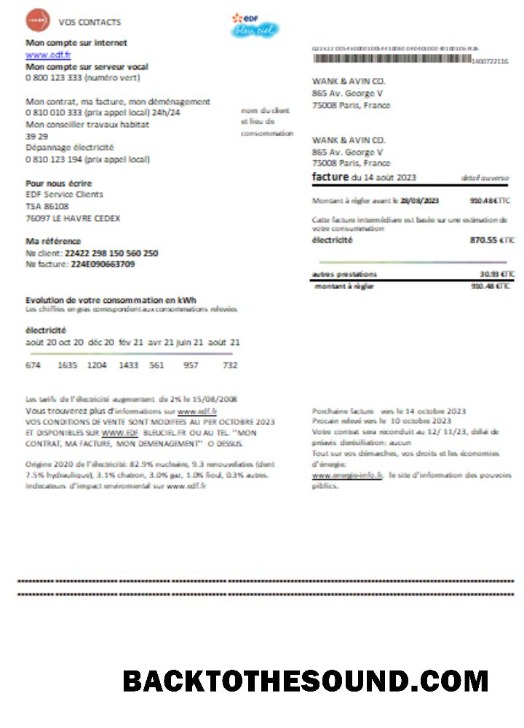 VOS CONTACTS
edf
bleu ciel
Mon compte sur internet
www.edf.fr
Mon compte sur serveur vocal
0 800 123 333 (numéro vert)
Mon contrat, ma facture, mon déménagement
0 810 010 333 (prix appel local) 24h/24
Mon conseiller travaux habitat
39 29
Dépannage électricité
0 810 123 194 (prix appel local)
nom du client
et lieu de
consommation
Pour nous écrire
EDF Service Clients
TSA 86108
76097 LE HAVRE CEDEX
Ma référence
Nº client: 22422 298 150 560 250
Nº facture: 224E090663709
1400722116
WANK & AVIN CO.
865 Av. George V
75008 Paris, France
WANK & AVIN CO.
865 Av. George V
75008 Paris, France
facture du 14 août 2023 détail au verso
Montant à régler avant le 28/08/2023 910.48€TTC
Cette facture intermédiaire est basée sur une estimation de
votre consummation
électricité 870.55 €TTC
autres prestations 30.93 €TTC
montant à régler 910.48 €TTC
Evolution de votre consommation en kWh
Les chiffres en gras correspondent aux consommations relevées
électricité
août 20 oct 20 déc 20 fév 21 avr 21 juin 21 août 21
674 1635 1204 1433 561 957 732
Les tarifs de l'électricité augmentent de 2% le 15/08/2008
Vous trouverez plus d'informations sur www.edf.fr
VOS CONDITIONS DE VENTE SONT MODIFEES AU PER OCTOBRE 2023
ET DISPONIBLES SUR WWW.EDF BLEUCIEL.FR OU AU TEL. "MON
CONTRAT, MA FACTURE, MON DEMENAGEMENT" O DESSUS.
Origine 2020 de l'électricité: 82.9% nucleaire, 9.3 renouvelables (dent
7.5% hydraulique), 3.1% chatron, 3.0% gaz, 1.0% fioul, 0.3% autres.
Indecateurs d'impact enviromental sur www.edf.fr
Porchaine facture vers le 14 octobre 2023
Procain relevé vers le 10 octobre 2023
Votre contrat sera reconduit au 12/ 11/23, délai de
préavis derésiliation: aucun
Tout sur vos démarches, vos droits et les économies
d'énergie:
www.energie-info.fr, le site d'information des pouvoirs
piblics.
BACKTOTHESOUND.COM